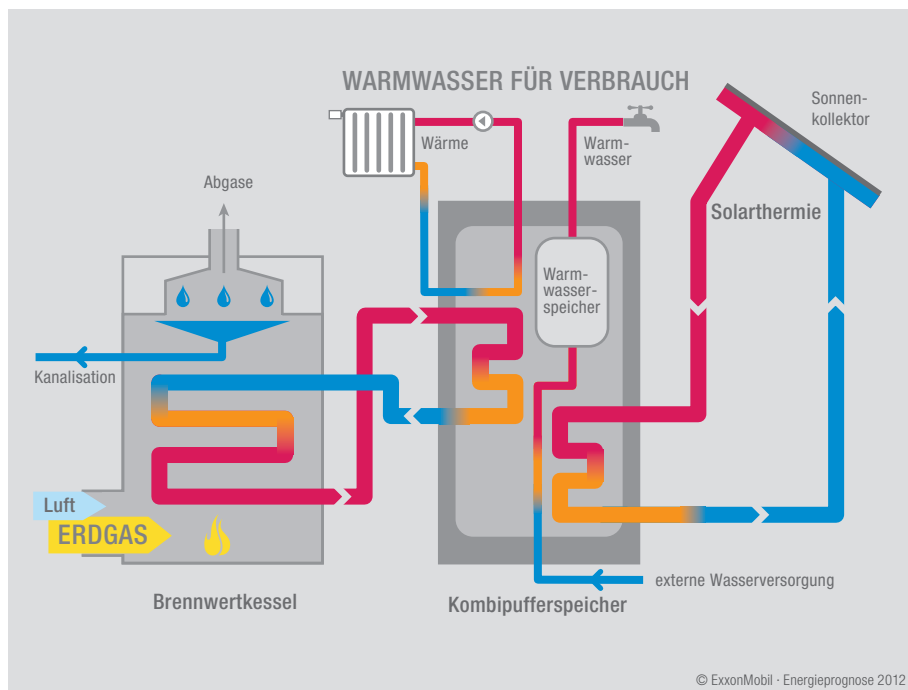 WARMWASSER FÜR VERBRAUCH
Sonnen-
kollektor
Wärme
Warm-
wasser
Abgase
Solarthermie
Warm-
wasser-
speicher
Kanalisation
Luft
ERDGAS
externe Wasserversorgung
Brennwertkessel
Kombipufferspeicher
© ExxonMobil · Energieprognose 2012